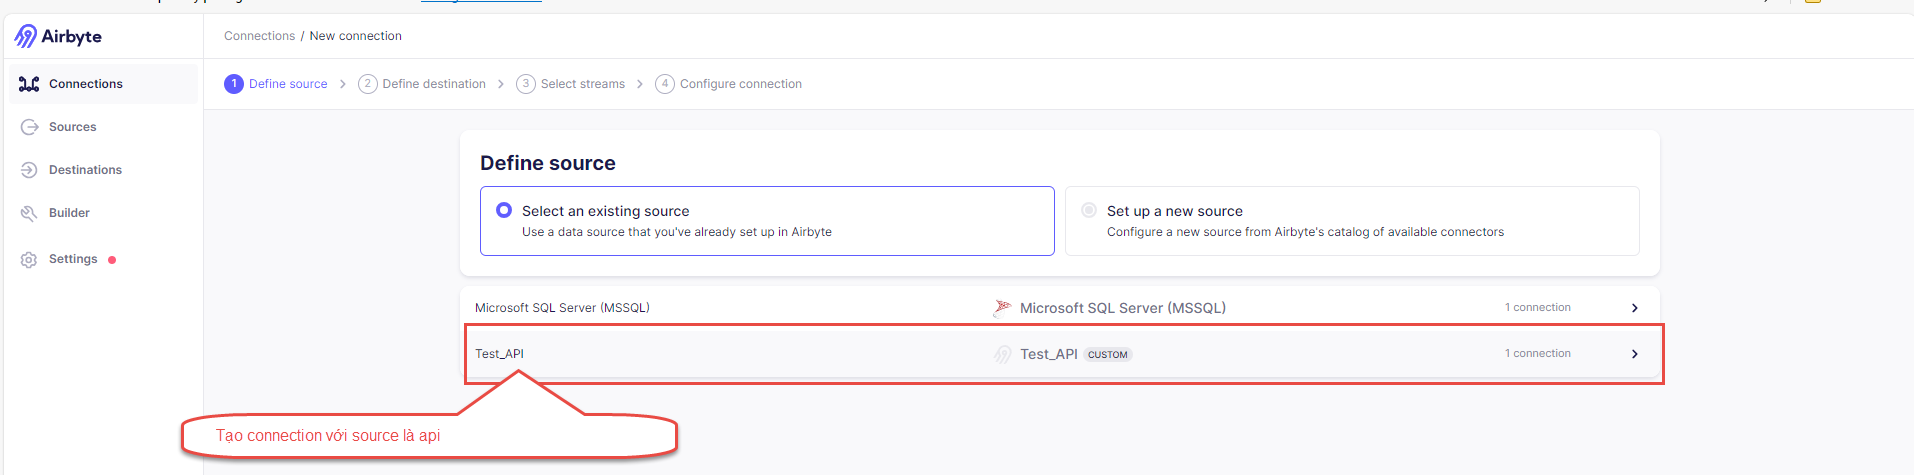 Airbyte
Connections / New connection
Connections
Sources
Destinations
Builder
Settings
1 Define source > 2 Define destination > 3 Select streams > 4 Configure connection
Define source
Select an existing source
Use a data source that you've already set up in Airbyte
Set up a new source
Configure a new source from Airbyte's catalog of available connectors
Microsoft SQL Server (MSSQL) Microsoft SQL Server (MSSQL) 1 connection
Test_API Test_API CUSTOM 1 connection
Tạo connection với source là api